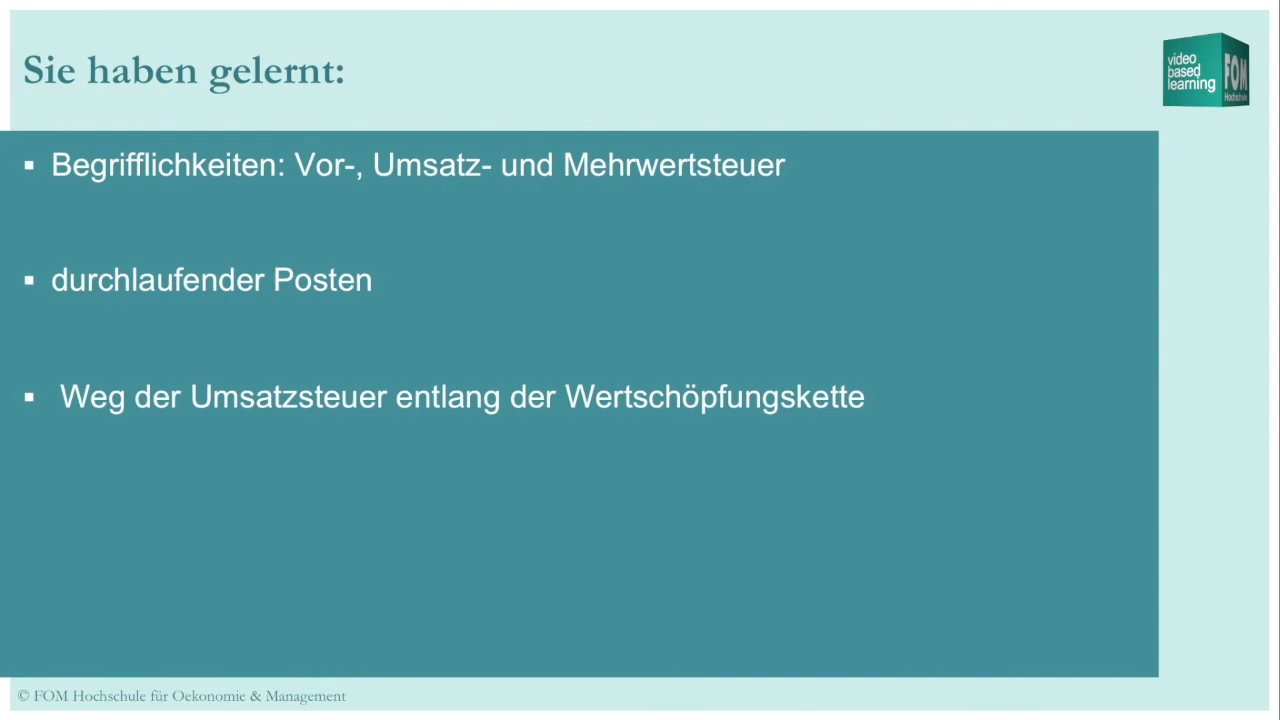 Sie haben gelernt:
video
based
learning
FOM
Hochschule
▪ Begrifflichkeiten: Vor-, Umsatz- und Mehrwertsteuer
▪ durchlaufender Posten
▪ Weg der Umsatzsteuer entlang der Wertschöpfungskette
© FOM Hochschule für Oekonomie & Management